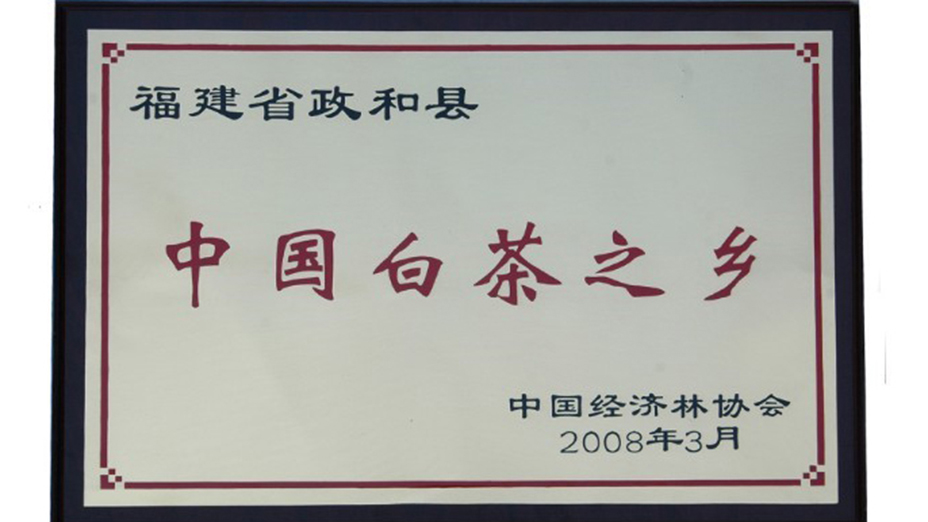 福建省政和县
中国白茶之乡
中国经济林协会
2008年3月